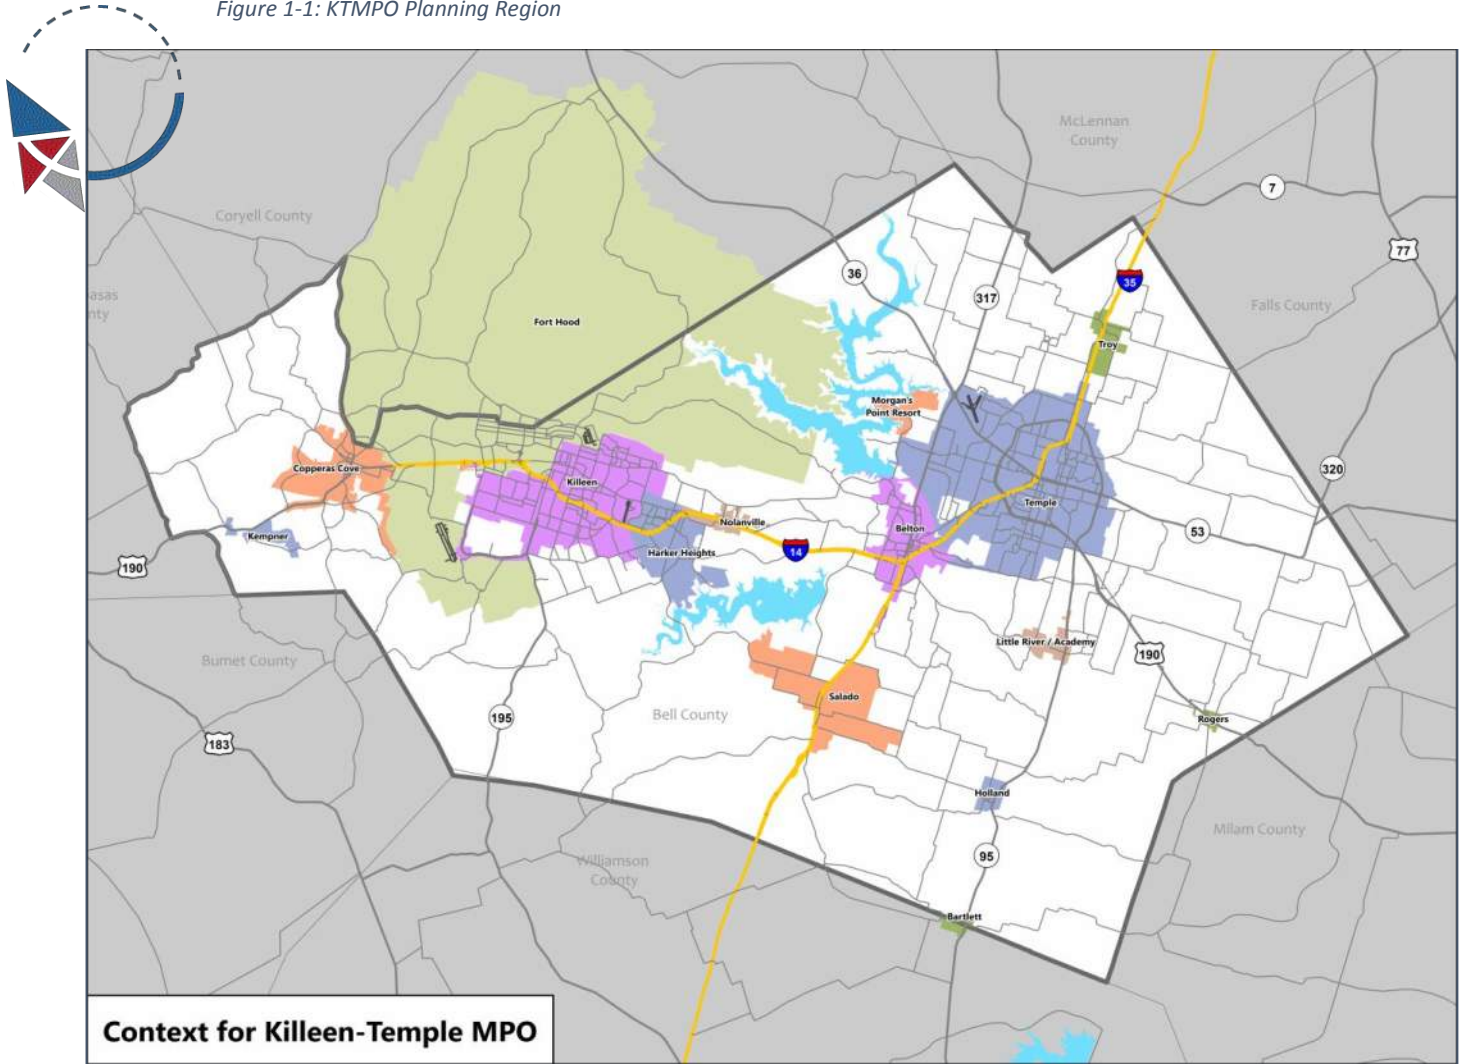 Figure 1-1: KTMPO Planning Region
McLennan
County
7
Coryell County
77
36
35
317
Falls County
asas
nty
Fort Hood
Troy
Morgan's
Point Resort
Copperas Cove
320
Killeen
Temple
Nolanville
Belton
53
Kempner
14
Harker Heights
190
Little River / Academy
190
Burnet County
Salado
Bell County
195
Rogers
183
Holland
Milam County
95
Williamson
County
Bartlett
Context for Killeen-Temple MPO